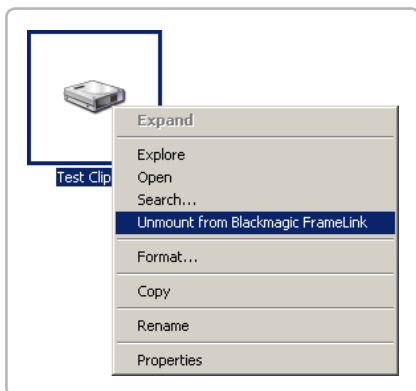 Test Clip
Expand
Explore
Open
Search...
Unmount from Blackmagic FrameLink
Format...
Copy
Rename
Properties